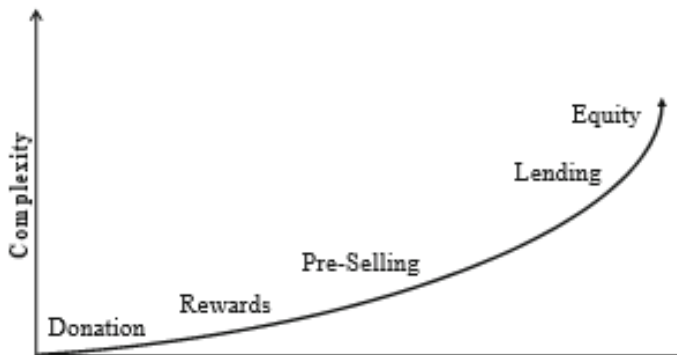 Complexity
Equity
Lending
Pre-Selling
Rewards
Donation